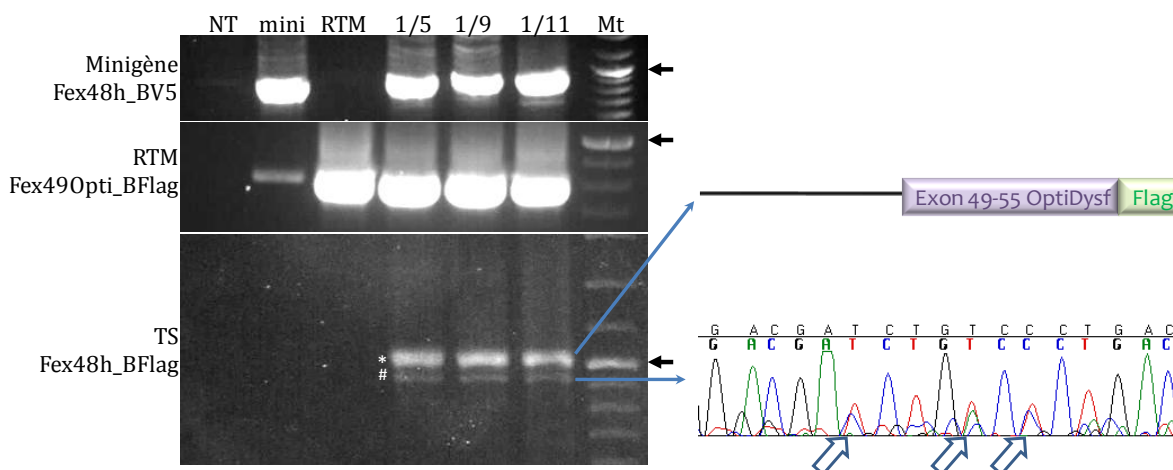 NT mini RTM 1/5 1/9 1/11 Mt
Minigène
Fex48h_BV5
RTM
Fex49Opti_BFlag
Exon 49-55 OptiDysf Flag
TS
Fex48h_BFlag
*
#
G A C G A T C T G T C C C T G A C
G A C G A T C T G T C C C T G A C